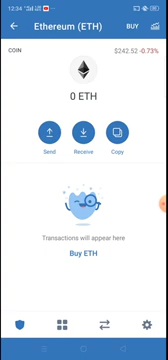 12:34
Ethereum (ETH)
BUY
COIN
$242.52 -0.73%
0 ETH
Send Receive Copy
Transactions will appear here
Buy ETH